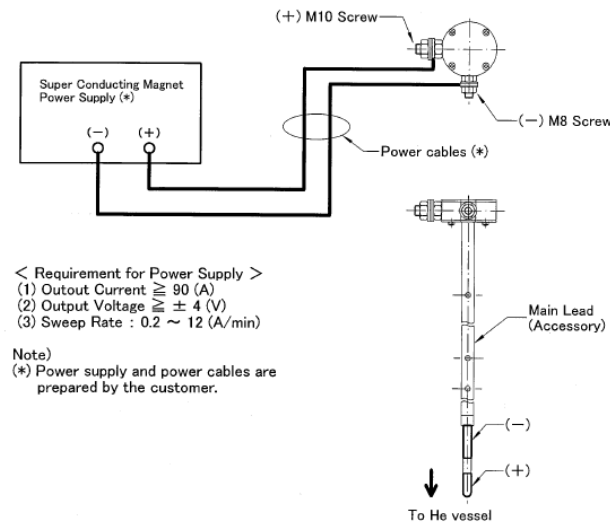 (+) M10 Screw
Super Conducting Magnet
Power Supply (*)
(-) (+)
(-) M8 Screw
Power cables (*)
< Requirement for Power Supply >
(1) Outout Current ≧ 90 (A)
(2) Output Voltage ≧ ± 4 (V)
(3) Sweep Rate : 0.2 ~ 12 (A/min)
Note)
(*) Power supply and power cables are
prepared by the customer.
Main Lead
(Accessory)
(-)
(+)
To He vessel